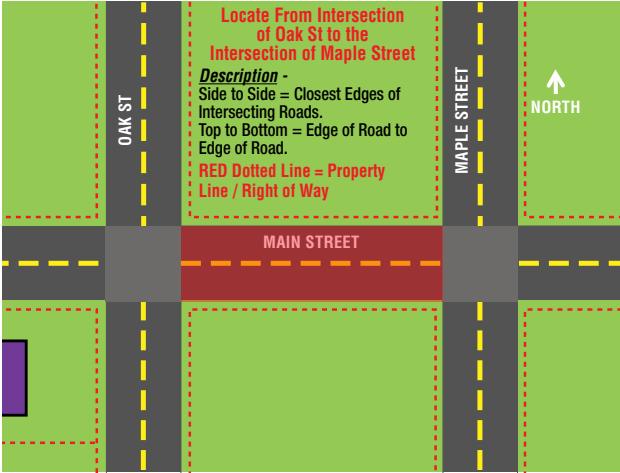 Locate From Intersection
of Oak St to the
Intersection of Maple Street
Description -
Side to Side = Closest Edges of
Intersecting Roads.
Top to Bottom = Edge of Road to
Edge of Road.
RED Dotted Line = Property
Line / Right of Way
OAK ST
MAPLE STREET
NORTH
MAIN STREET